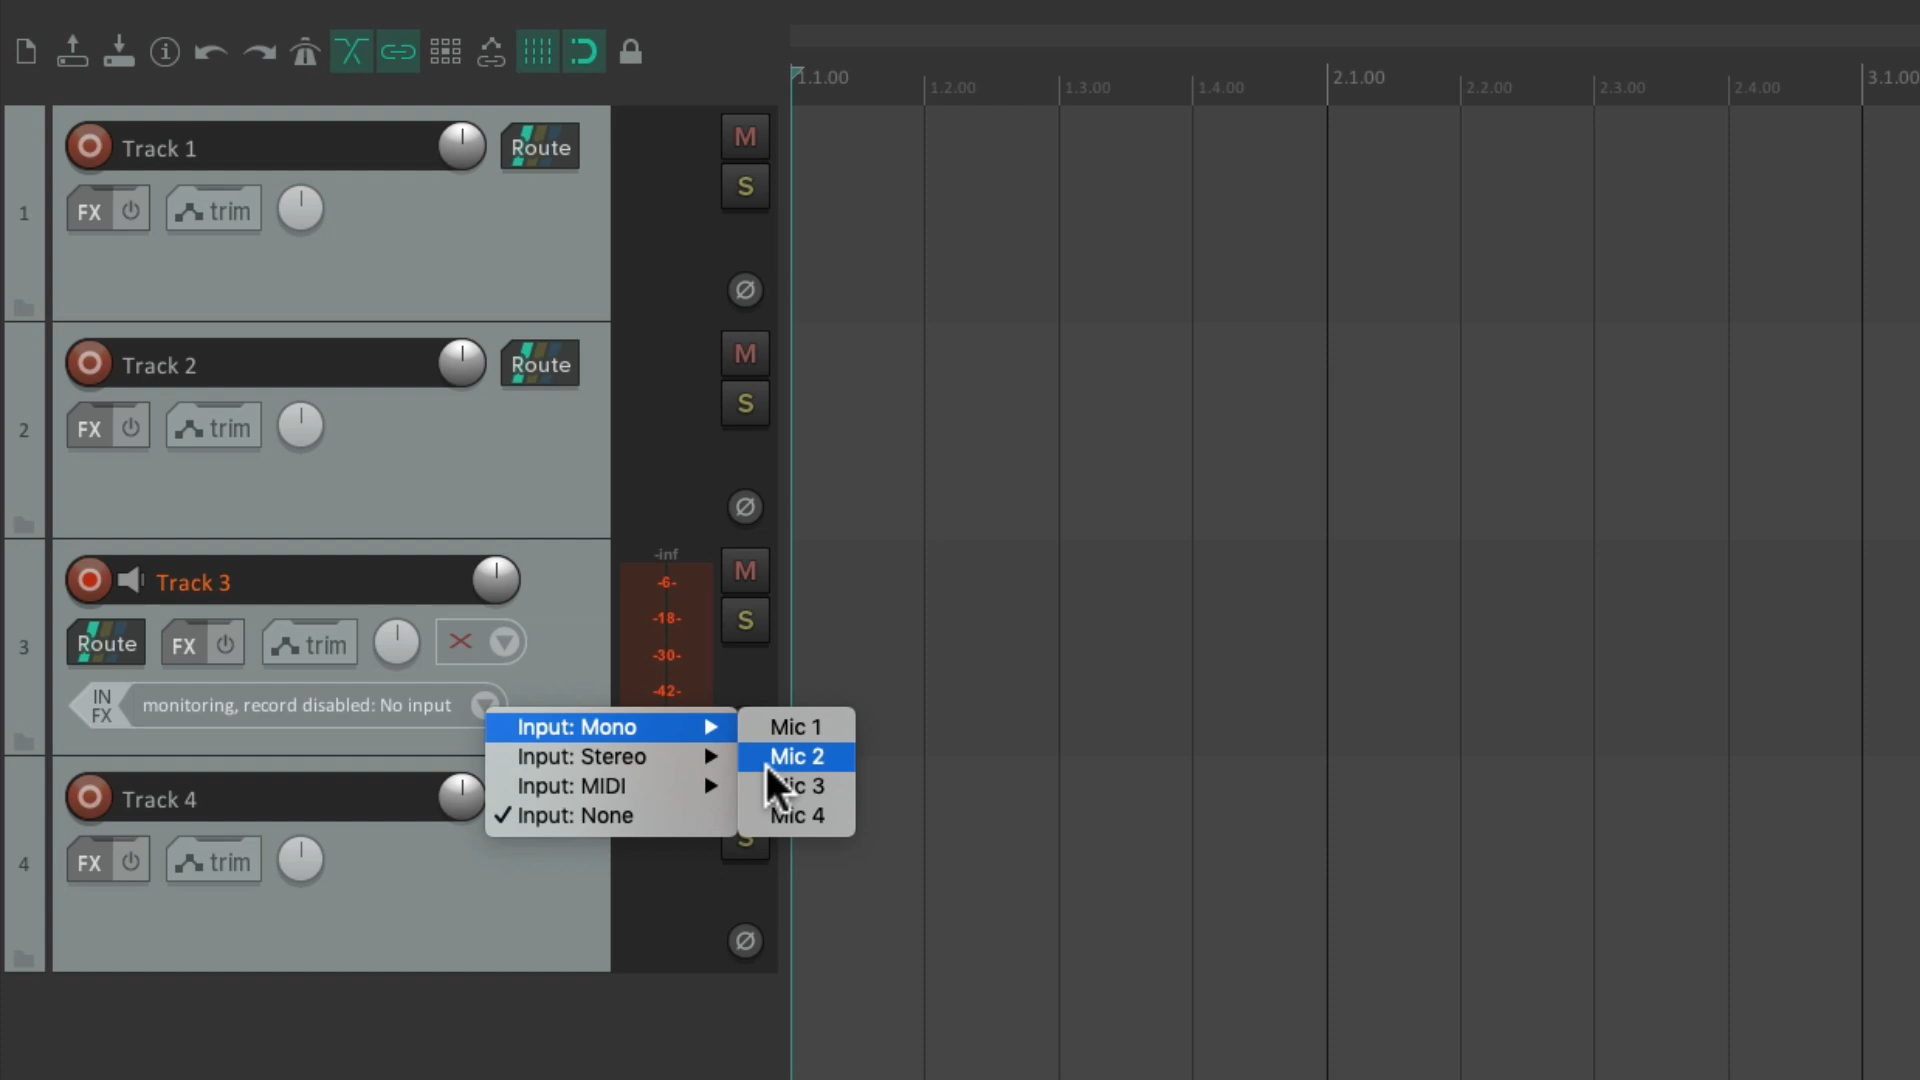 1.1.00
1.2.00
1.3.00
1.4.00
2.1.00
2.2.00
2.3.00
2.4.00
3.1.00
1
Track 1
Route
FX
trim
M
S
2
Track 2
Route
FX
trim
M
S
3
Track 3
Route
FX
trim
IN
FX
monitoring, record disabled: No input
-inf
-6-
-18-
-30-
-42-
M
S
Input: Mono
Input: Stereo
Input: MIDI
Input: None
Mic 1
Mic 2
3
Mic 4
4
Track 4
FX
trim
S